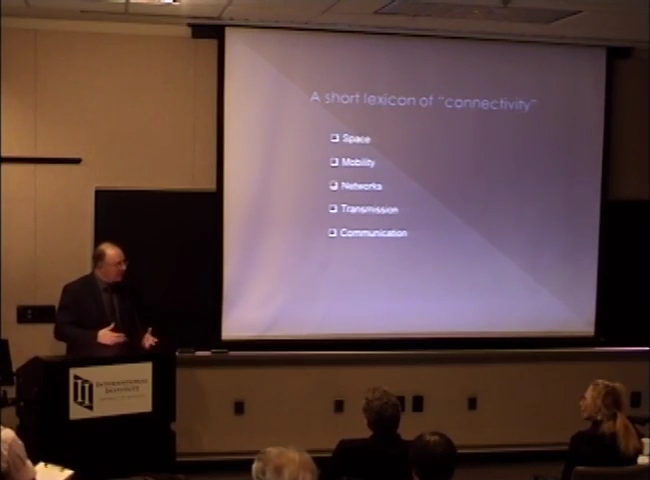 A short lexicon of "connectivity"
Space
Mobility
Networks
Transmission
Communication
INTERNATIONAL
INSTITUTE